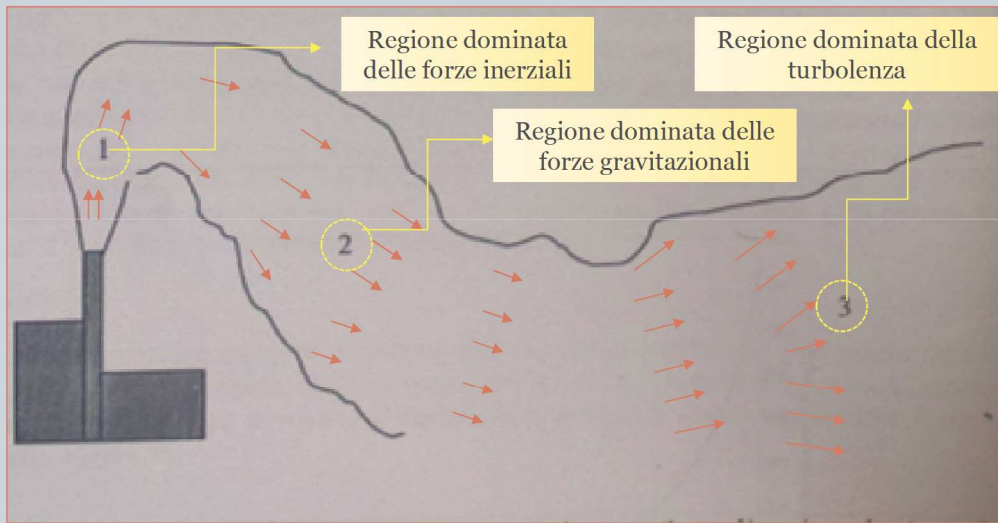 Regione dominata
delle forze inerziali
Regione dominata della
turbolenza
Regione dominata delle
forze gravitazionali
1
2
3